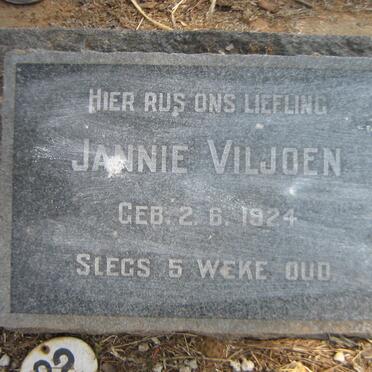 HIER RUS ONS LIEFLING
JANNIE VILJOEN
GEB. 2. 6. 1924
SLEGS 5 WEKE OUD